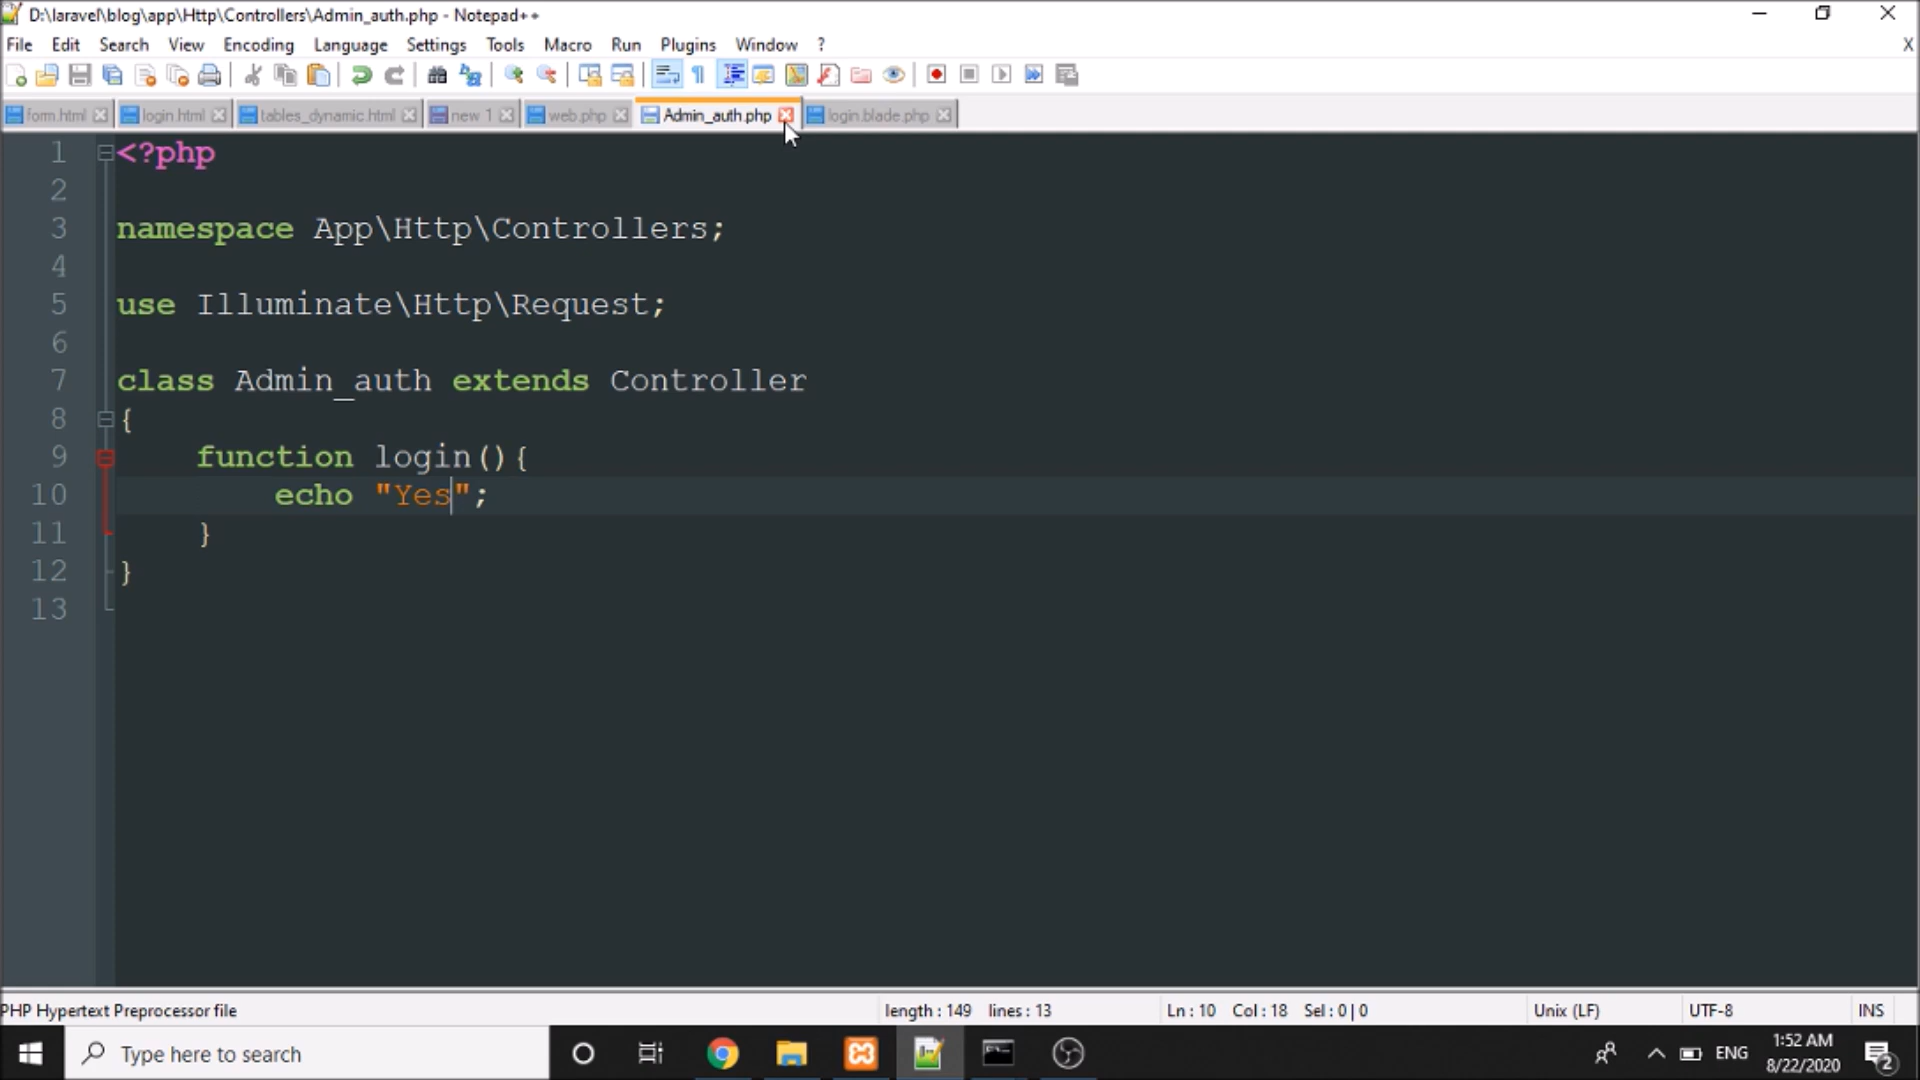 D:\laravel\blog\app\Http\Controllers\Admin_auth.php - Notepad++
File Edit Search View Encoding Language Settings Tools Macro Run Plugins Window ? X
form.html login.html tables_dynamic.html new 1 web.php Admin_auth.php login.blade.php
1 <?php
2
3 namespace App\Http\Controllers;
4
5 use Illuminate\Http\Request;
6
7 class Admin_auth extends Controller
8 {
9 function login(){
10 echo "Yes";
11 }
12 }
13
PHP Hypertext Preprocessor file length : 149 lines : 13 Ln : 10 Col : 18 Sel : 0 | 0 Unix (LF) UTF-8 INS
Type here to search ENG 1:52 AM
8/22/2020 2